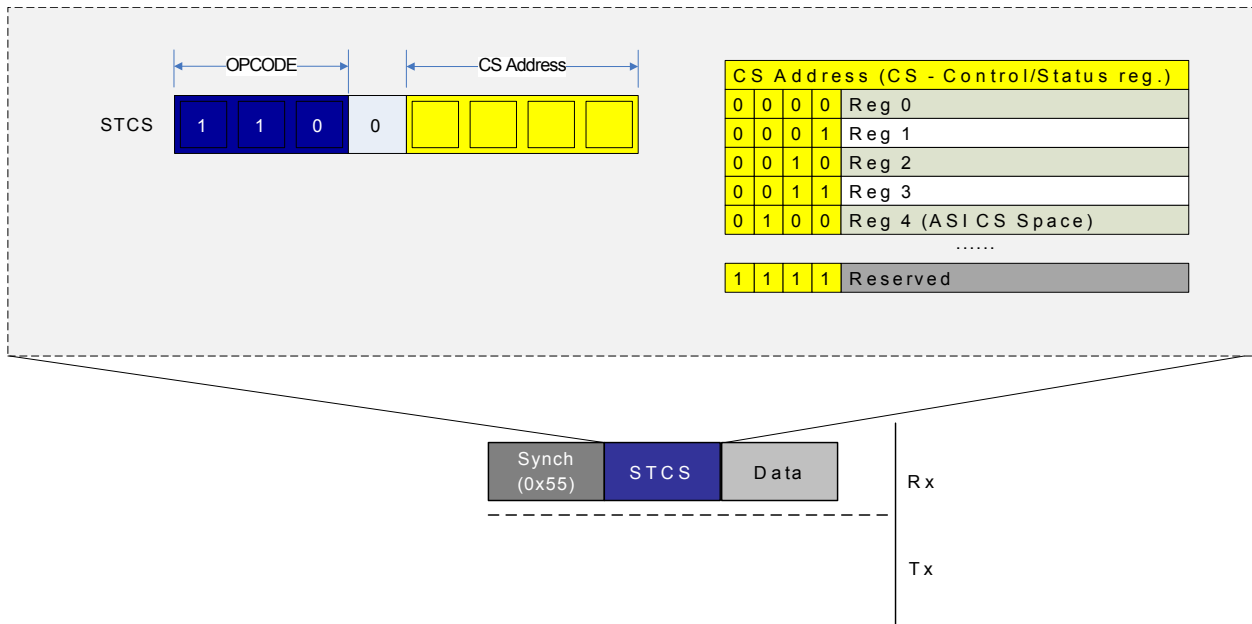 OPCODE
CS Address
STCS
1 1 0 0
CS Address (CS - Control/Status reg.)
0 0 0 0 Reg 0
0 0 0 1 Reg 1
0 0 1 0 Reg 2
0 0 1 1 Reg 3
0 1 0 0 Reg 4 (ASI CS Space)
......
1 1 1 1 Reserved
Synch
(0x55)
STCS
Data
Rx
Tx